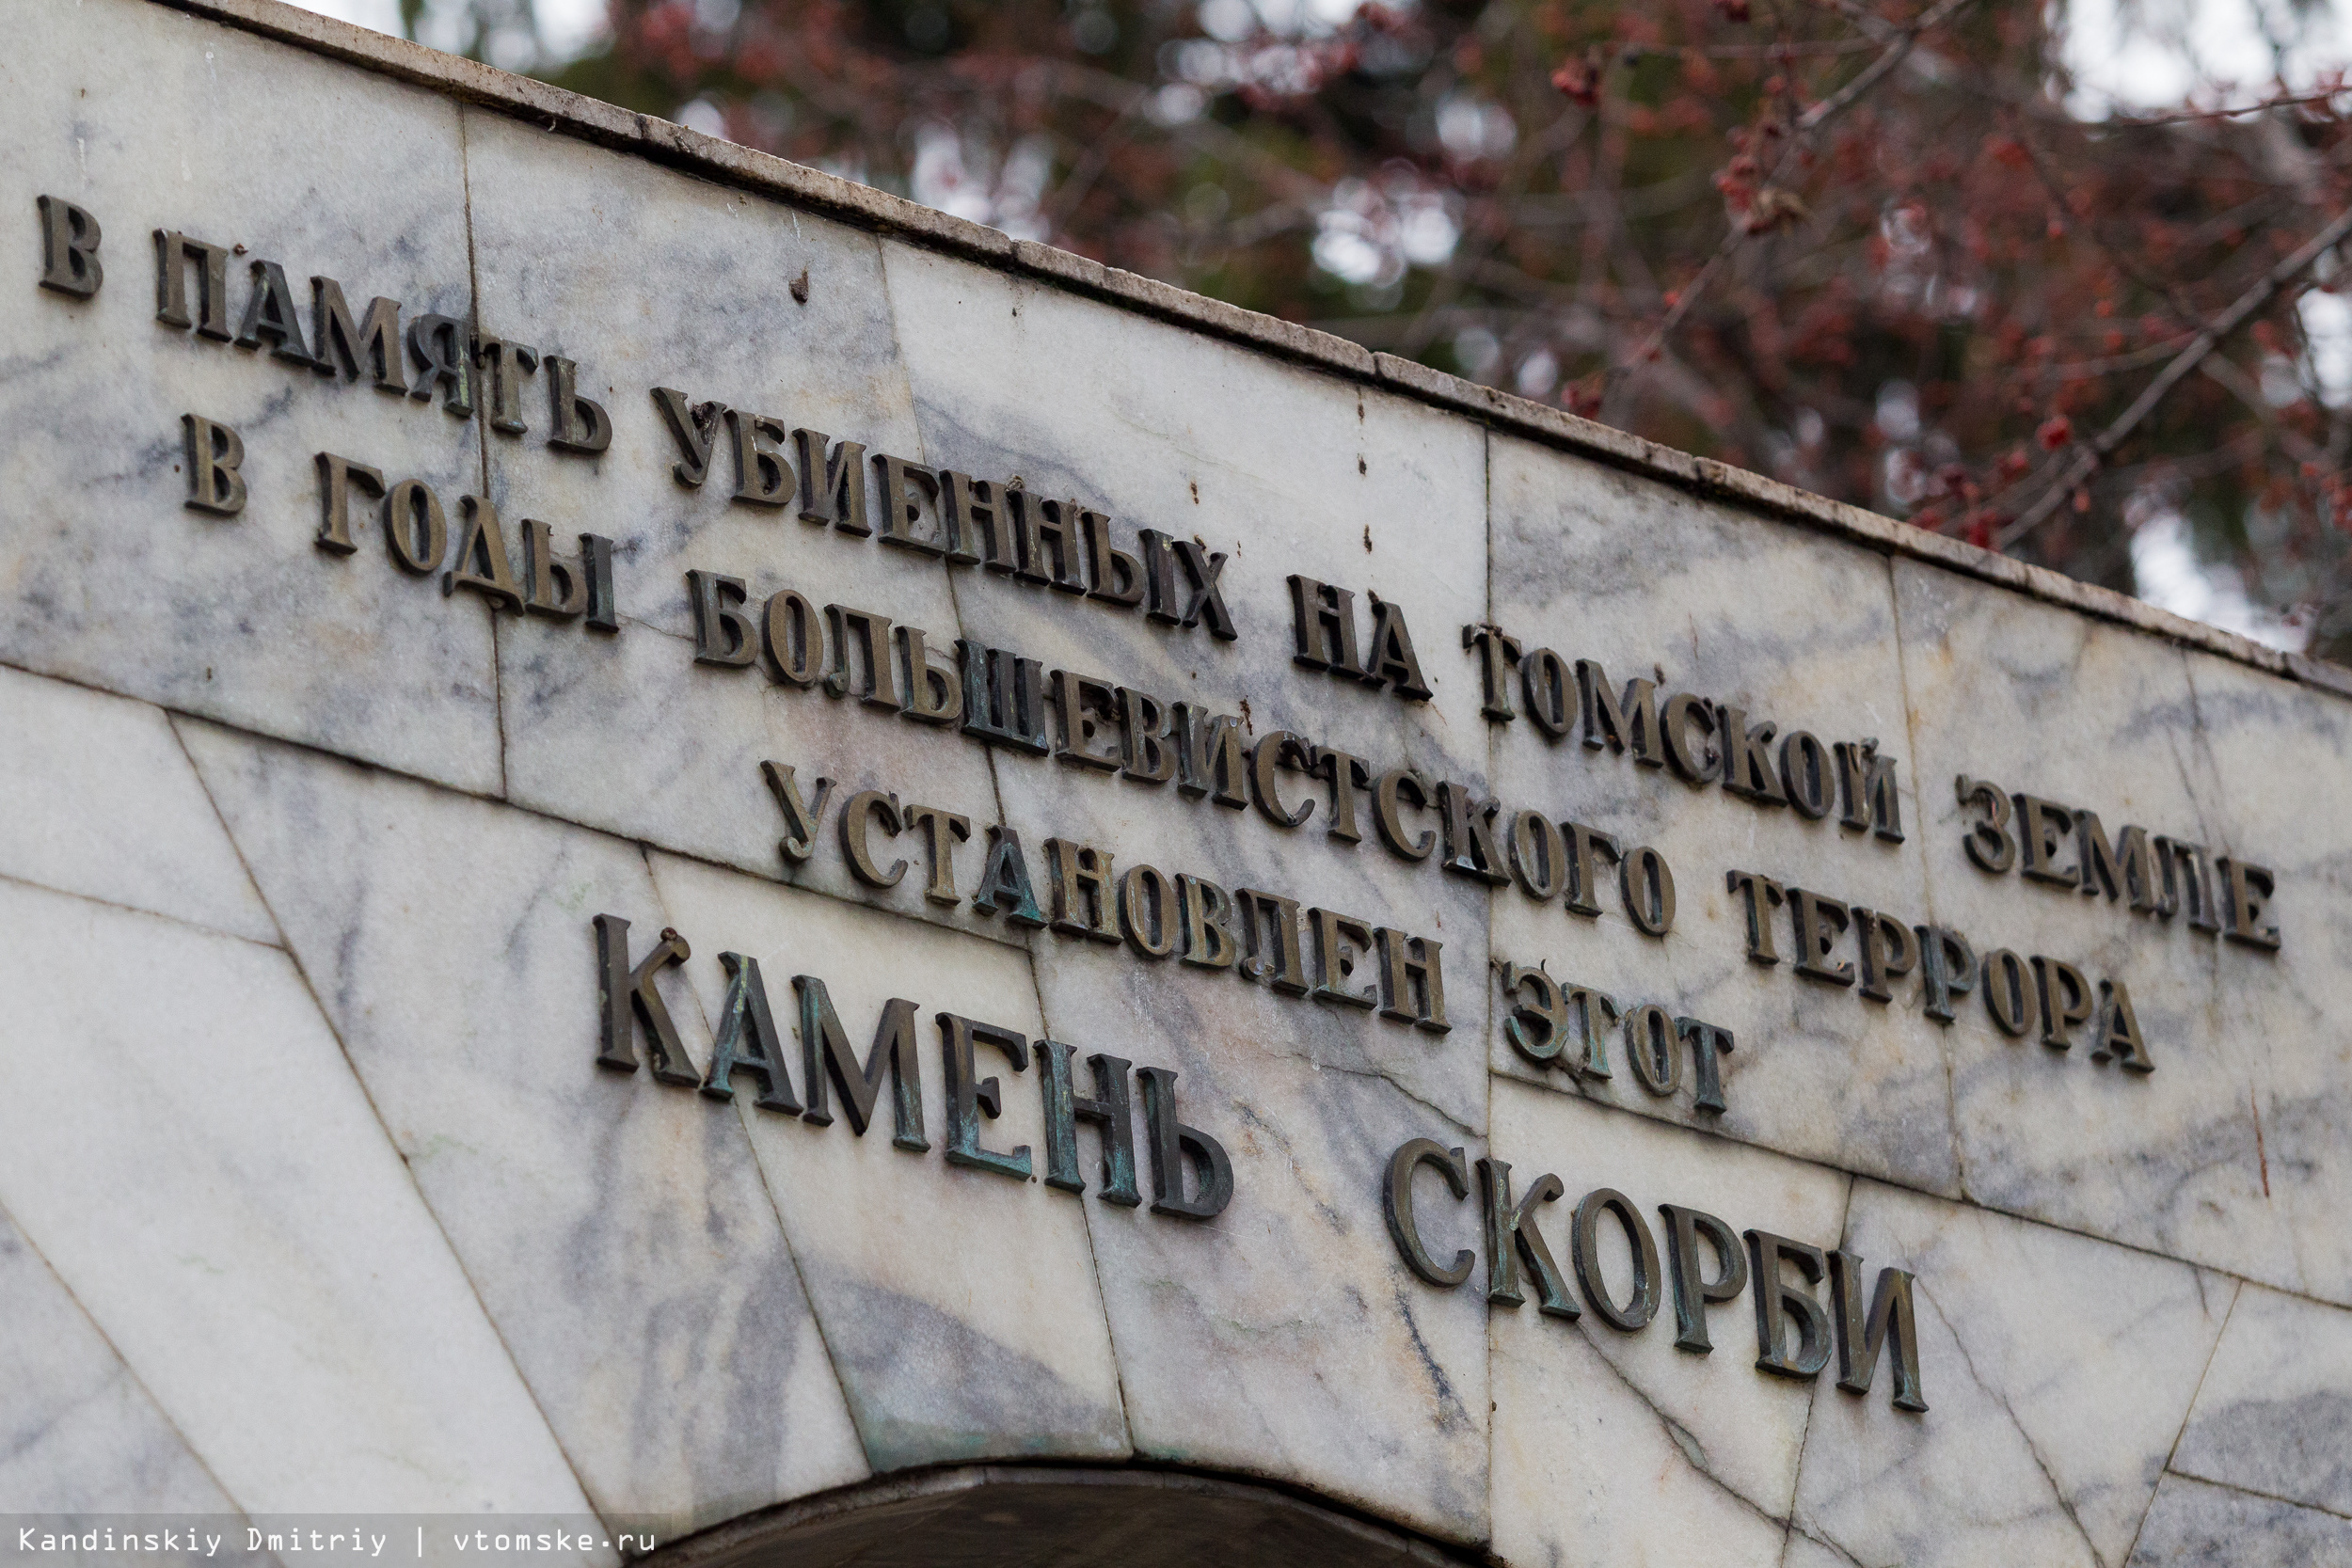 В ПАМЯТЬ УБИЕННЫХ НА ТОМСКОЙ ЗЕМЛЕ
В ГОДЫ БОЛЬШЕВИСТСКОГО ТЕРРОРА
УСТАНОВЛЕН ЭТОТ
КАМЕНЬ СКОРБИ
Kandinskiy Dmitriy | vtomske.ru